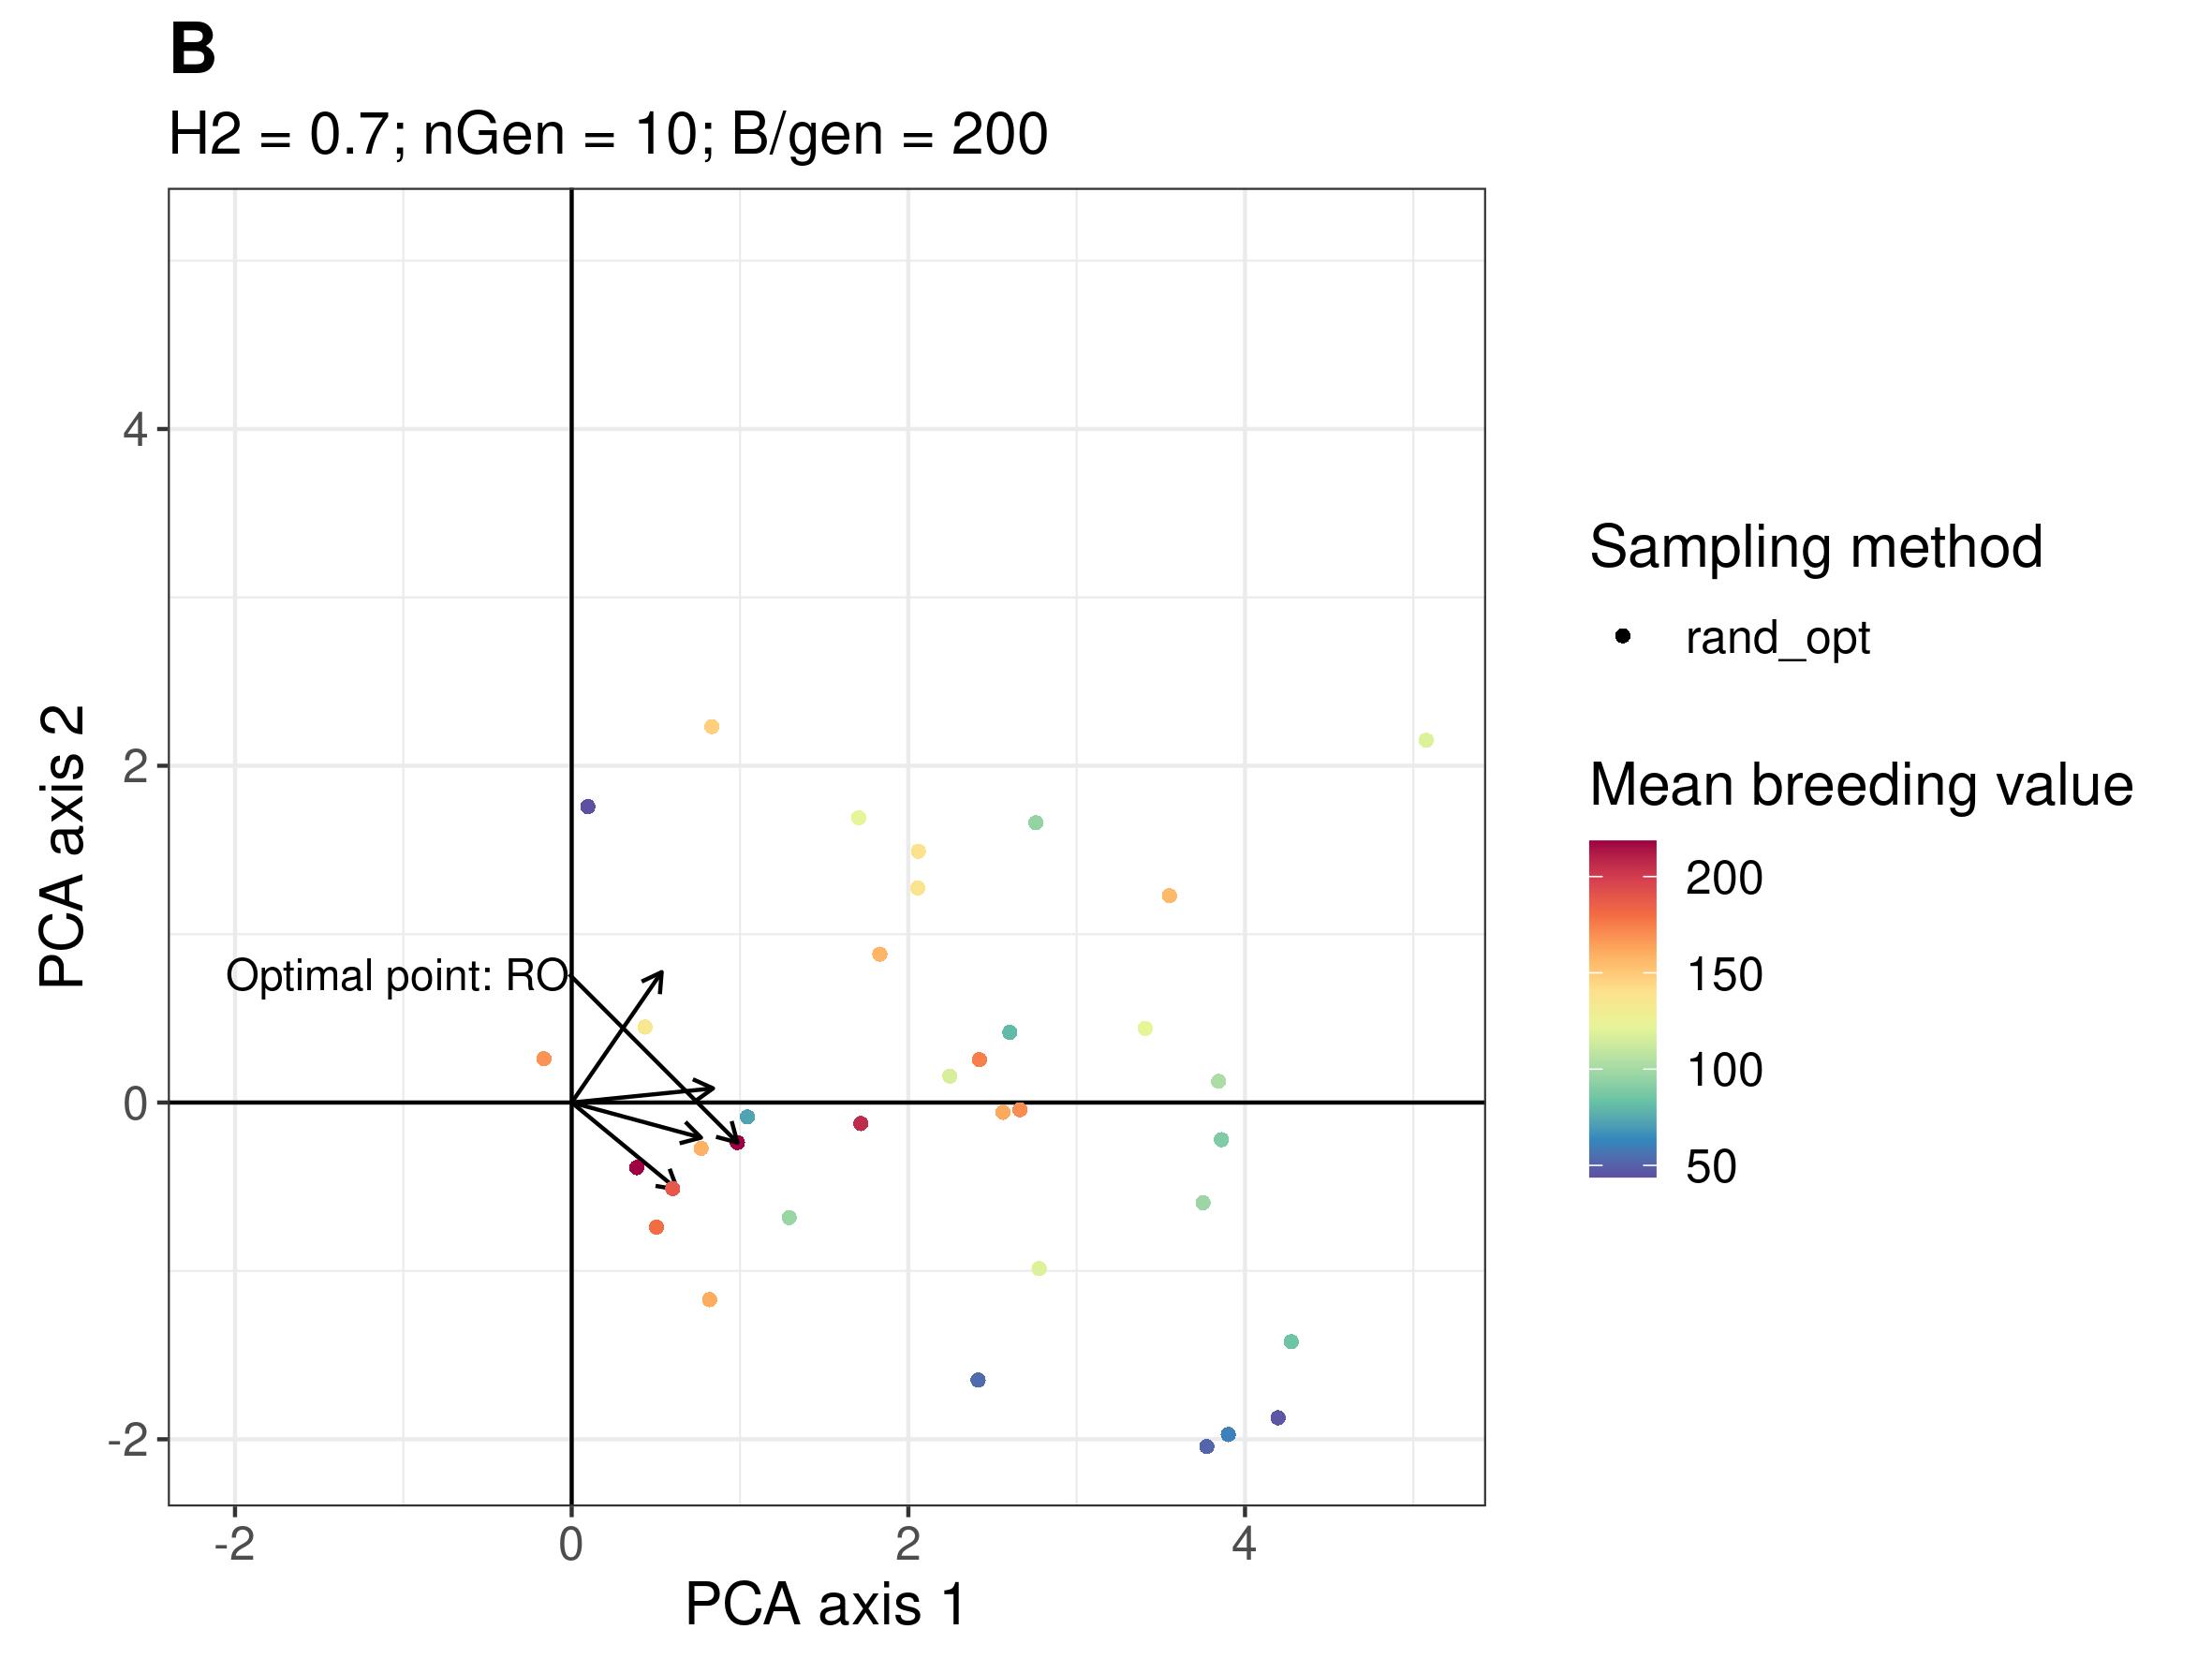 B
H2 = 0.7; nGen = 10; B/gen = 200
PCA axis 2
4
2
0
-2
Optimal point: RO
-2
0
2
4
PCA axis 1
Sampling method
rand_opt
Mean breeding value
200
150
100
50